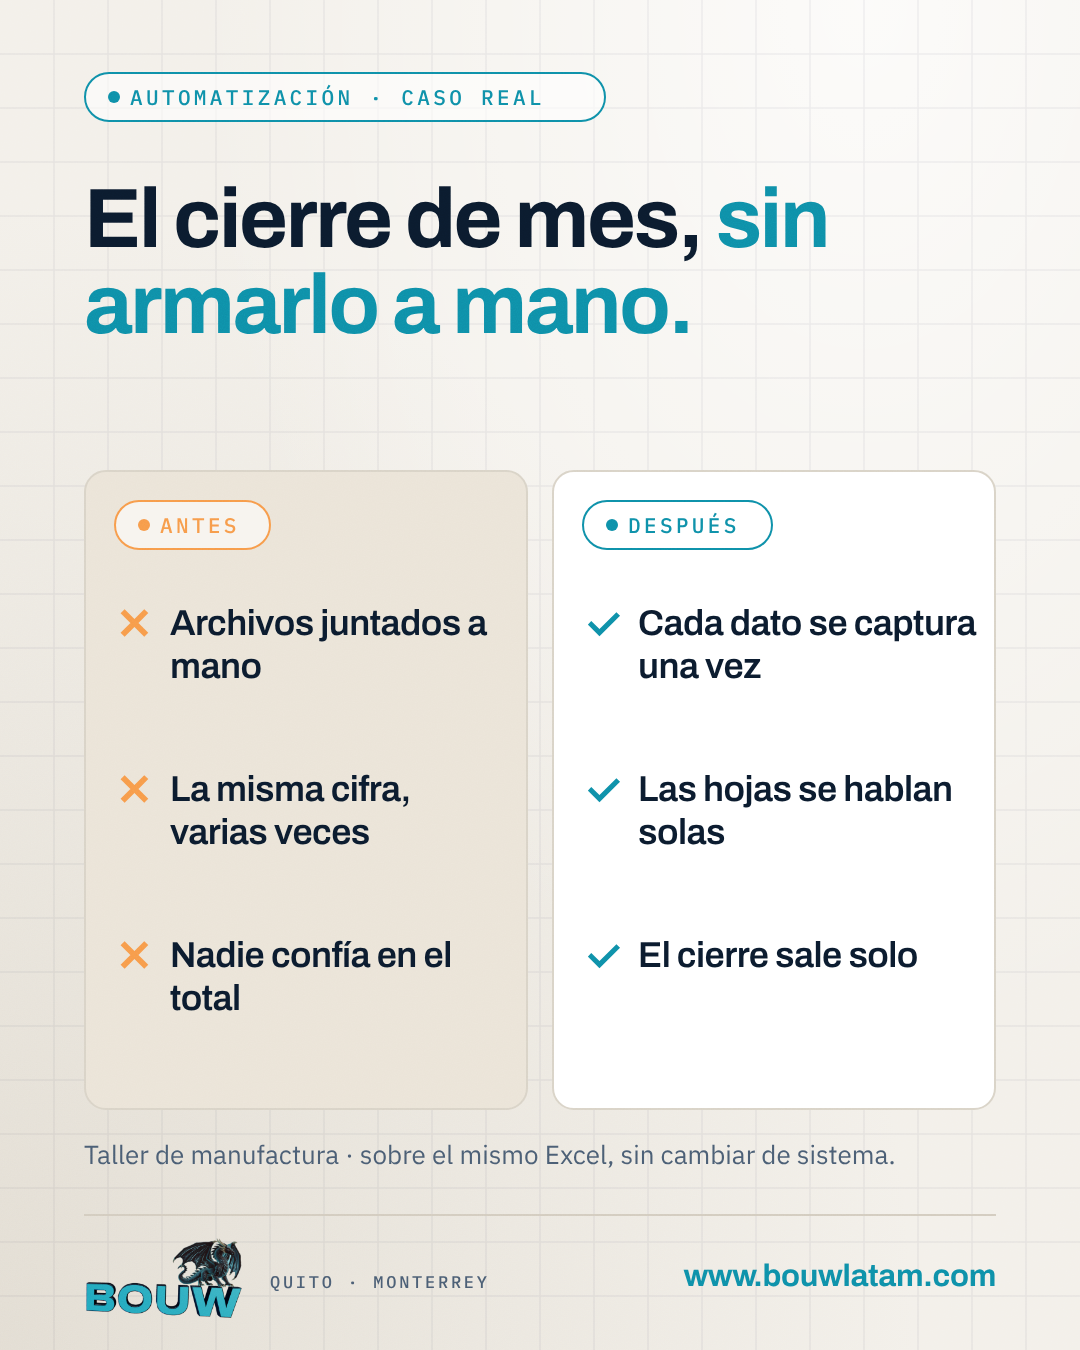 AUTOMATIZACIÓN · CASO REAL
El cierre de mes, sin
armarlo a mano.
ANTES
Archivos juntados a
mano
La misma cifra,
varias veces
Nadie confía en el
total
DESPUÉS
Cada dato se captura
una vez
Las hojas se hablan
solas
El cierre sale solo
Taller de manufactura · sobre el mismo Excel, sin cambiar de sistema.
BOUW
QUITO · MONTERREY
www.bouwlatam.com